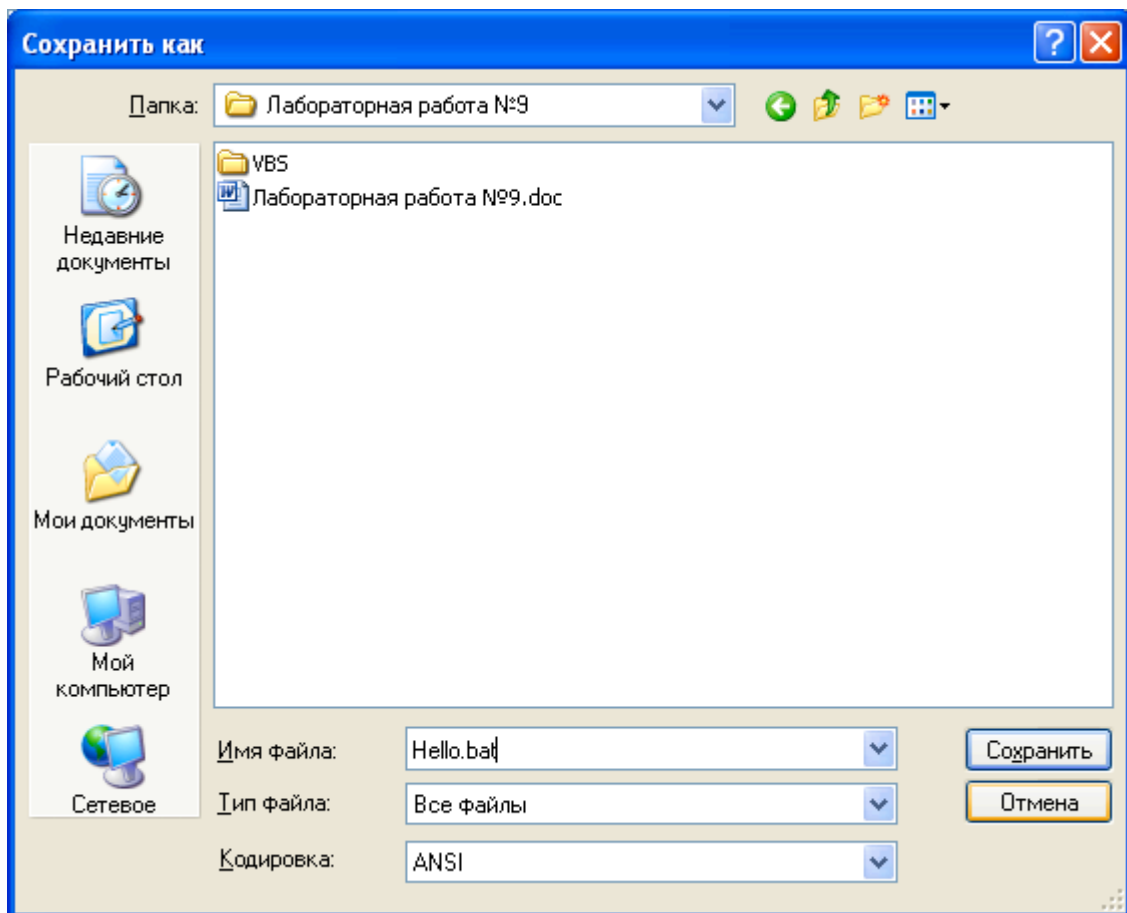 Сохранить как
Папка:
Лабораторная работа №9
VBS
Лабораторная работа №9.doc
Недавние
документы
Рабочий стол
Мои документы
Мой
компьютер
Сетевое
Имя файла:
Hello.bat
Сохранить
Тип файла:
Все файлы
Отмена
Кодировка:
ANSI